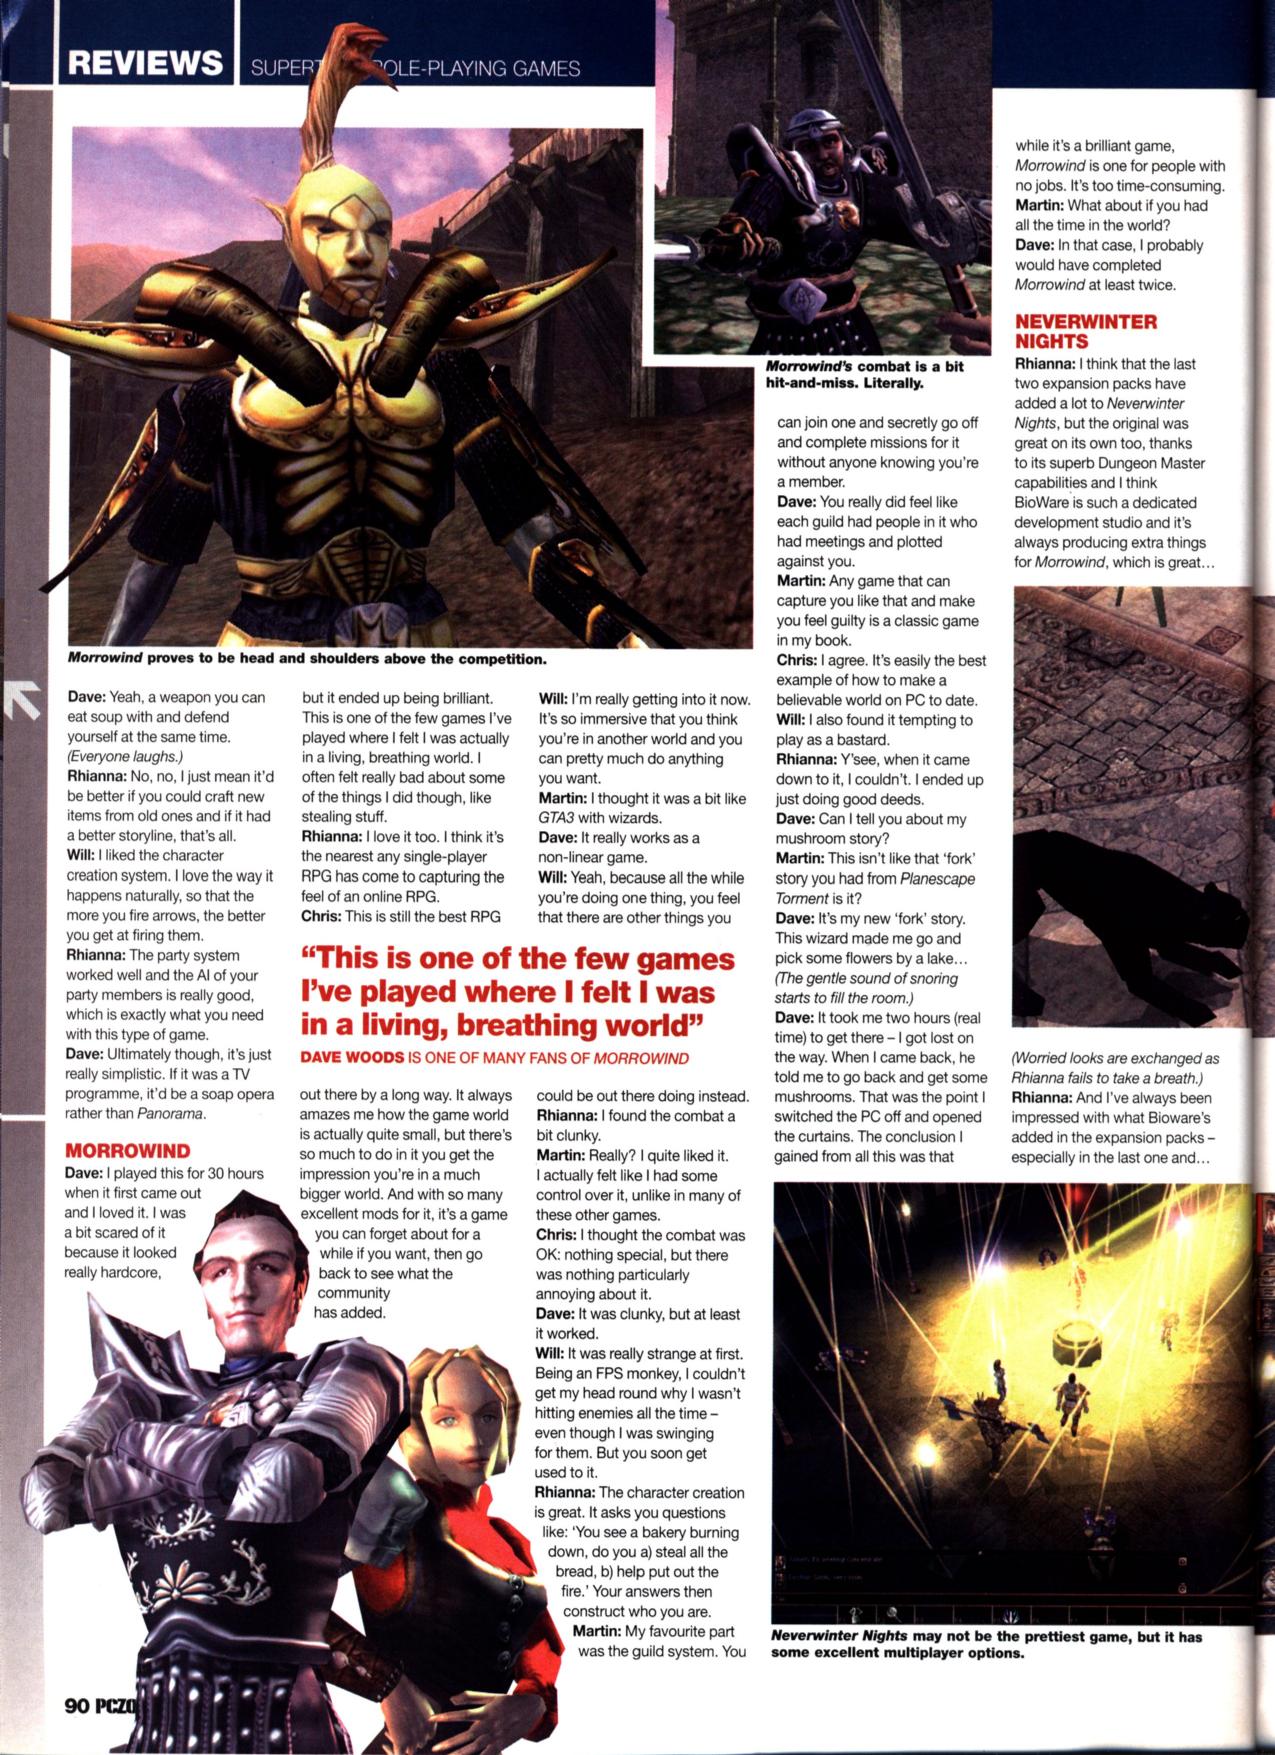 REVIEWS
SUPERT OLE-PLAYING GAMES
Morrowind proves to be head and shoulders above the competition.
Morrowind's combat is a bit
hit-and-miss. Literally.
Dave: Yeah, a weapon you can
eat soup with and defend
yourself at the same time.
(Everyone laughs.)
Rhianna: No, no, I just mean it'd
be better if you could craft new
items from old ones and if it had
a better storyline, that's all.
Will: I liked the character
creation system. I love the way it
happens naturally, so that the
more you fire arrows, the better
you get at firing them.
Rhianna: The party system
worked well and the AI of your
party members is really good,
which is exactly what you need
with this type of game.
Dave: Ultimately though, it's just
really simplistic. If it was a TV
programme, it'd be a soap opera
rather than Panorama.
MORROWIND
Dave: I played this for 30 hours
when it first came out
and I loved it. I was
a bit scared of it
because it looked
really hardcore,
but it ended up being brilliant.
This is one of the few games I've
played where I felt I was actually
in a living, breathing world. I
often felt really bad about some
of the things I did though, like
stealing stuff.
Rhianna: I love it too. I think it's
the nearest any single-player
RPG has come to capturing the
feel of an online RPG.
Chris: This is still the best RPG
out there by a long way. It always
amazes me how the game world
is actually quite small, but there's
so much to do in it you get the
impression you're in a much
bigger world. And with so many
excellent mods for it, it's a game
you can forget about for a
while if you want, then go
back to see what the
community
has added.
"This is one of the few games
I've played where I felt I was
in a living, breathing world"
DAVE WOODS IS ONE OF MANY FANS OF MORROWIND
Will: I'm really getting into it now.
It's so immersive that you think
you're in another world and you
can pretty much do anything
you want.
Martin: I thought it was a bit like
GTA3 with wizards.
Dave: It really works as a
non-linear game.
Will: Yeah, because all the while
you're doing one thing, you feel
that there are other things you
could be out there doing instead.
Rhianna: I found the combat a
bit clunky.
Martin: Really? I quite liked it.
I actually felt like I had some
control over it, unlike in many of
these other games.
Chris: I thought the combat was
OK: nothing special, but there
was nothing particularly
annoying about it.
Dave: It was clunky, but at least
it worked.
Will: It was really strange at first.
Being an FPS monkey, I couldn't
get my head round why I wasn't
hitting enemies all the time –
even though I was swinging
for them. But you soon get
used to it.
Rhianna: The character creation
is great. It asks you questions
like: 'You see a bakery burning
down, do you a) steal all the
bread, b) help put out the
fire.' Your answers then
construct who you are.
Martin: My favourite part
was the guild system. You
can join one and secretly go off
and complete missions for it
without anyone knowing you're
a member.
Dave: You really did feel like
each guild had people in it who
had meetings and plotted
against you.
Martin: Any game that can
capture you like that and make
you feel guilty is a classic game
in my book.
Chris: I agree. It's easily the best
example of how to make a
believable world on PC to date.
Will: I also found it tempting to
play as a bastard.
Rhianna: Y'see, when it came
down to it, I couldn't. I ended up
just doing good deeds.
Dave: Can I tell you about my
mushroom story?
Martin: This isn't like that 'fork'
story you had from Planescape
Torment is it?
Dave: It's my new 'fork' story.
This wizard made me go and
pick some flowers by a lake...
(The gentle sound of snoring
starts to fill the room.)
Dave: It took me two hours (real
time) to get there – I got lost on
the way. When I came back, he
told me to go back and get some
mushrooms. That was the point I
switched the PC off and opened
the curtains. The conclusion I
gained from all this was that
while it's a brilliant game,
Morrowind is one for people with
no jobs. It's too time-consuming.
Martin: What about if you had
all the time in the world?
Dave: In that case, I probably
would have completed
Morrowind at least twice.
NEVERWINTER
NIGHTS
Rhianna: I think that the last
two expansion packs have
added a lot to Neverwinter
Nights, but the original was
great on its own too, thanks
to its superb Dungeon Master
capabilities and I think
BioWare is such a dedicated
development studio and it's
always producing extra things
for Morrowind, which is great...
(Worried looks are exchanged as
Rhianna fails to take a breath.)
Rhianna: And I've always been
impressed with what Bioware's
added in the expansion packs –
especially in the last one and...
Neverwinter Nights may not be the prettiest game, but it has
some excellent multiplayer options.
90 PCZO